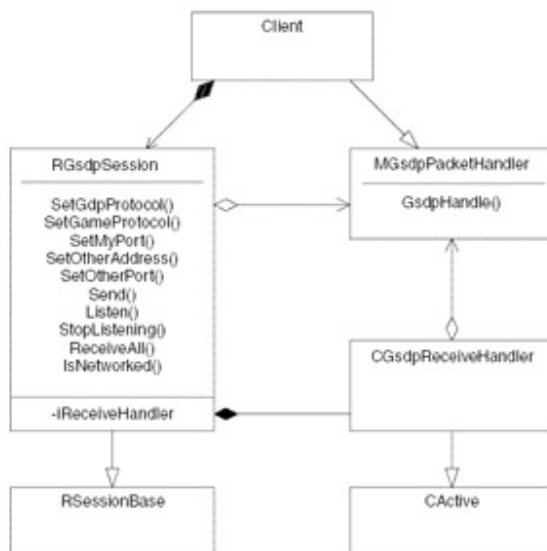 Client
RGsdpSession
SetGdpProtocol()
SetGameProtocol()
SetMyPort()
SetOtherAddress()
SetOtherPort()
Send()
Listen()
StopListening()
ReceiveAll()
IsNetworked()
-iReceiveHandler
MGsdpPacketHandler
GsdpHandle()
CGsdpReceiveHandler
RSessionBase
CActive